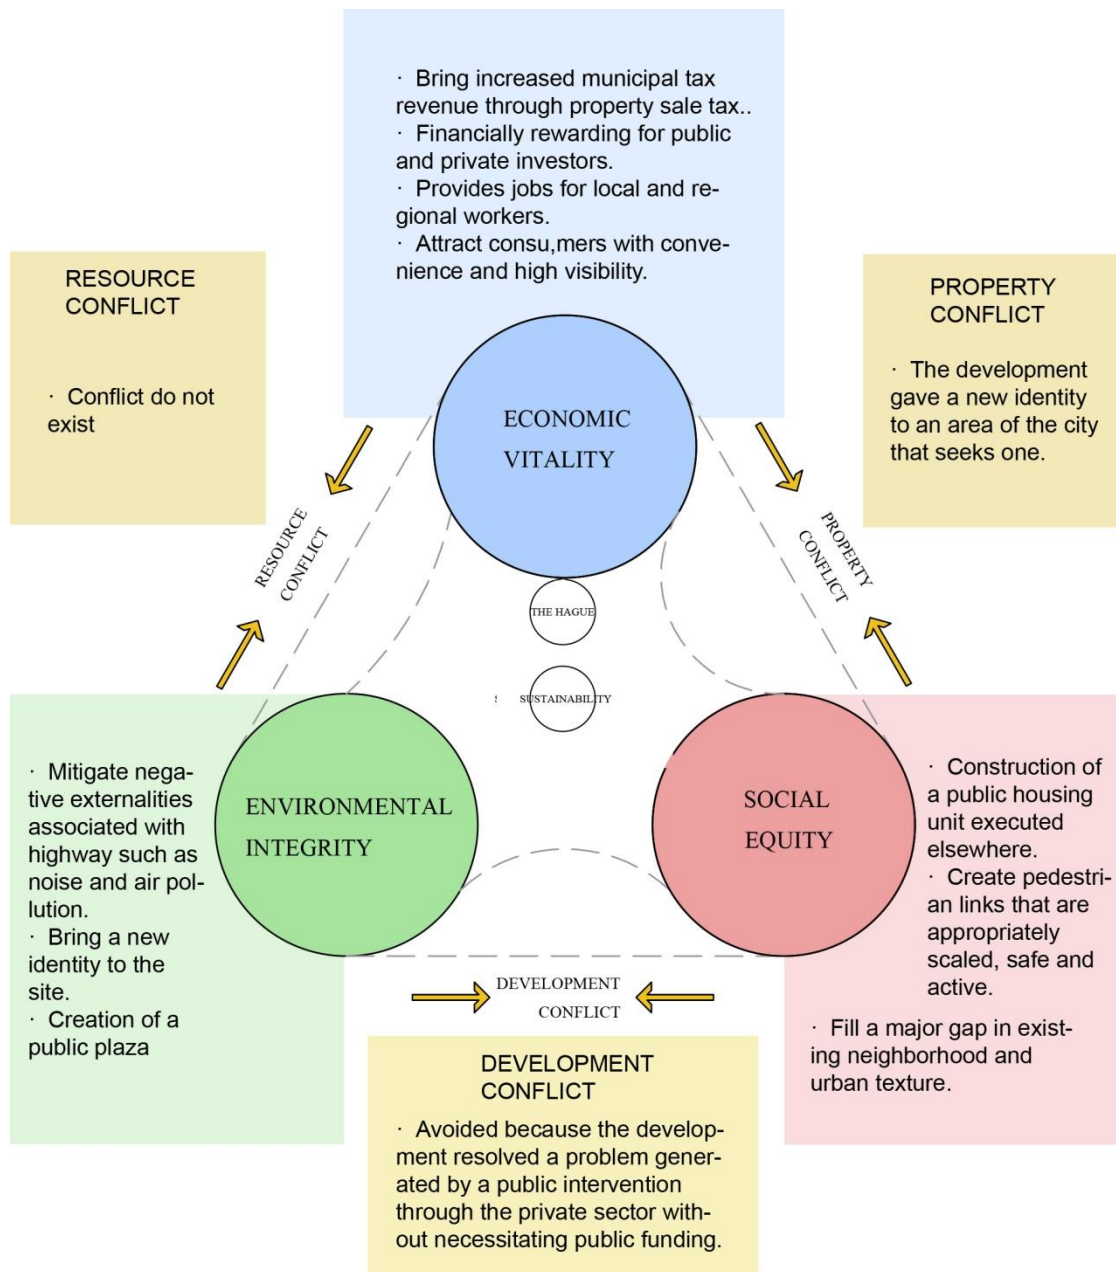 · Bring increased municipal tax
revenue through property sale tax..
· Financially rewarding for public
and private investors.
· Provides jobs for local and re-
gional workers.
· Attract consu,mers with conve-
nience and high visibility.
RESOURCE
CONFLICT
· Conflict do not
exist
PROPERTY
CONFLICT
· The development
gave a new identity
to an area of the city
that seeks one.
ECONOMIC
VITALITY
RESOURCE
CONFLICT
PROPERTY
CONFLICT
THE HAGUE
SUSTAINABILITY
· Mitigate nega-
tive externalities
associated with
highway such as
noise and air pol-
lution.
· Bring a new
identity to the
site.
· Creation of a
public plaza
ENVIRONMENTAL
INTEGRITY
SOCIAL
EQUITY
· Construction of
a public housing
unit executed
elsewhere.
· Create pedestri-
an links that are
appropriately
scaled, safe and
active.
· Fill a major gap in exist-
ing neighborhood and
urban texture.
DEVELOPMENT
CONFLICT
DEVELOPMENT
CONFLICT
· Avoided because the develop-
ment resolved a problem gener-
ated by a public intervention
through the private sector with-
out necessitating public funding.